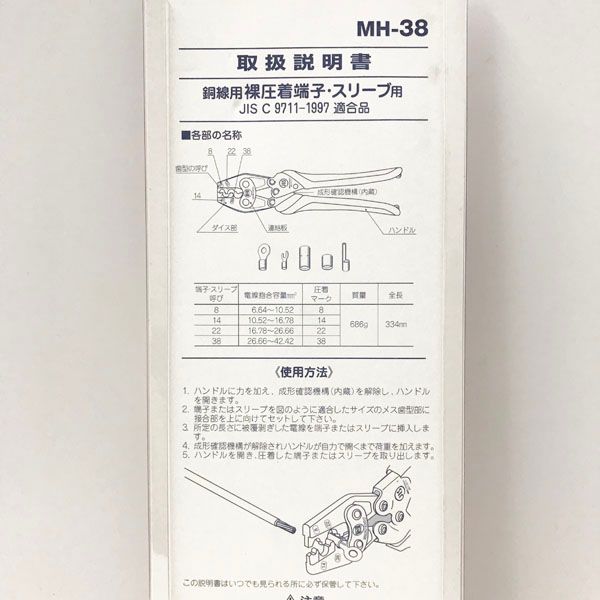 MH-38
取扱説明書
銅線用裸圧着端子・スリーブ用
JIS C 9711-1997 適合品
■各部の名称
8 22 38
歯型の呼び
14
成形確認機構(内蔵)
ダイス部 連結板 ハンドル
端子・スリーブ呼び 電線抱合容量mm² 圧着マーク 質量 全長
8 6.64〜10.52 8 686g 334mm
14 10.52〜16.78 14
22 16.78〜26.66 22
38 26.66〜42.42 38
《使用方法》
1. ハンドルに力を加え、成形確認機構(内蔵)を解除し、ハンドル
を開きます。
2. 端子またはスリーブを図のように適合したサイズのメス歯型部に
接合部を上に向けてセットして下さい。
3. 所定の長さに被覆剥ぎした電線を端子またはスリーブに挿入しま
す。
4. 成形確認機構が解除されハンドルが自力で開くまで荷重を加えます。
5. ハンドルを開き、圧着した端子またはスリーブを取り出します。
この説明書はいつでも見られる所に必ず保管して下さい。
⚠注意